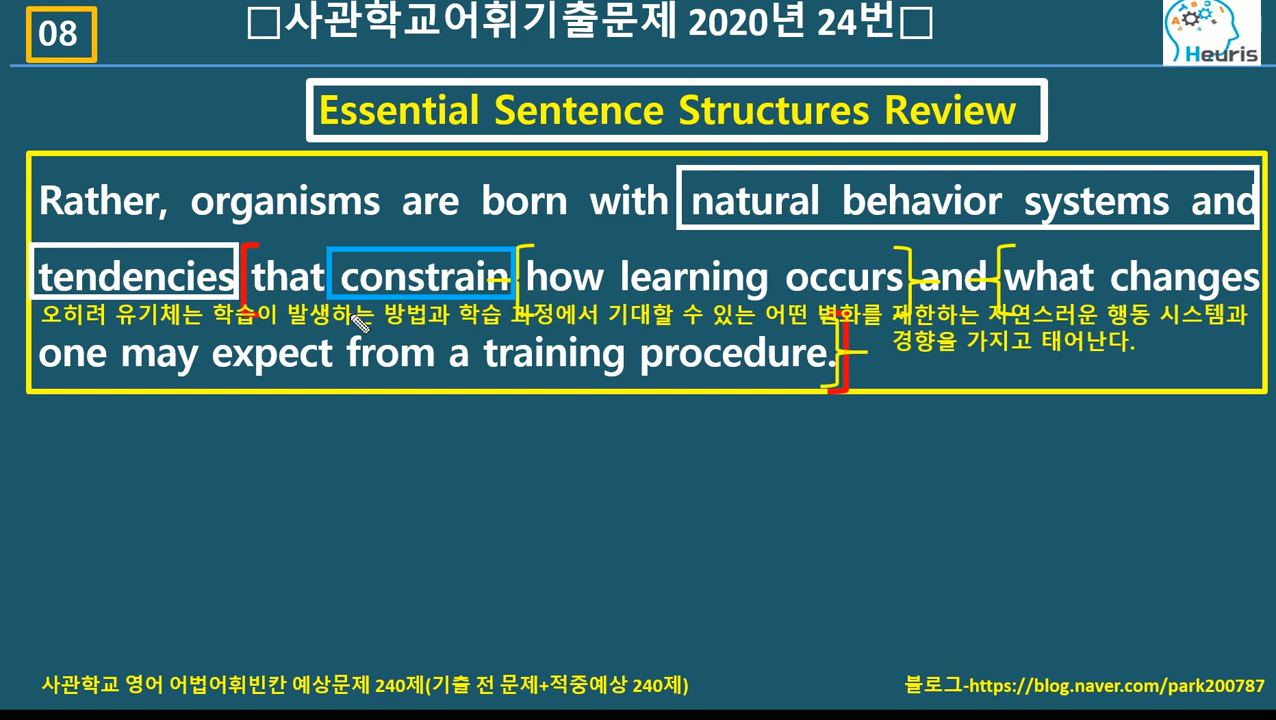 08
□사관학교어휘기출문제 2020년 24번□
Heuris
Essential Sentence Structures Review
Rather, organisms are born with natural behavior systems and
tendencies that constrain how learning occurs and what changes
오히려 유기체는 학습이 발생하는 방법과 학습 과정에서 기대할 수 있는 어떤 변화를 제한하는 자연스러운 행동 시스템과
경향을 가지고 태어난다.
one may expect from a training procedure.
사관학교 영어 어법어휘빈칸 예상문제 240제(기출 전 문제+적중예상 240제)
블로그-https://blog.naver.com/park200787